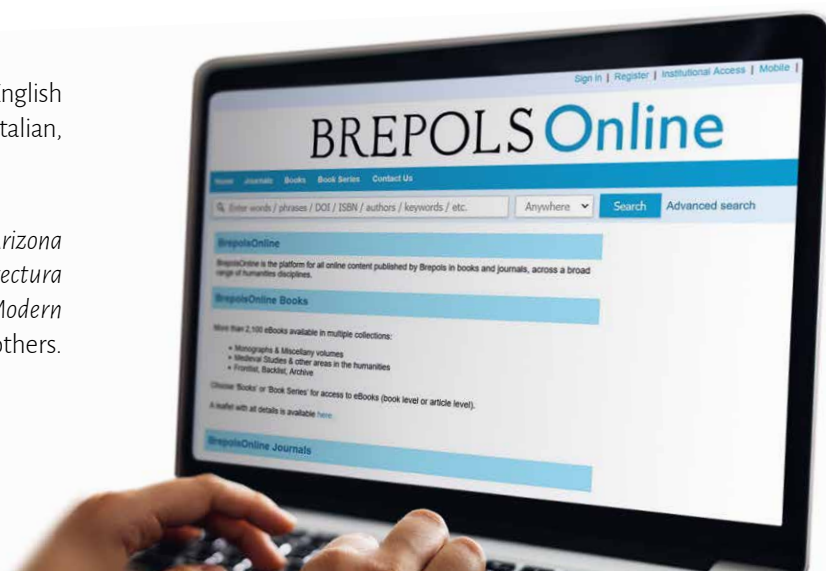 English
Italian,
Arizona
ectura
Modern
others.
Sign in | Register | Institutional Access | Mobile |
BREPOLS Online
Home Journals Books Book Series Contact Us
Enter words / phrases / DOI / ISBN / authors / keywords / etc.
Anywhere
Search
Advanced search
BrepolsOnline
BrepolsOnline is the platform for all online content published by Brepols in books and journals, across a broad
range of humanities disciplines.
BrepolsOnline Books
More than 2,100 eBooks available in multiple collections:
• Monographs & Miscellany volumes
• Medieval Studies & other areas in the humanities
• Frontlist, Backlist, Archive
Choose 'Books' or 'Book Series' for access to eBooks (book level or article level).
A leaflet with all details is available here.
BrepolsOnline Journals